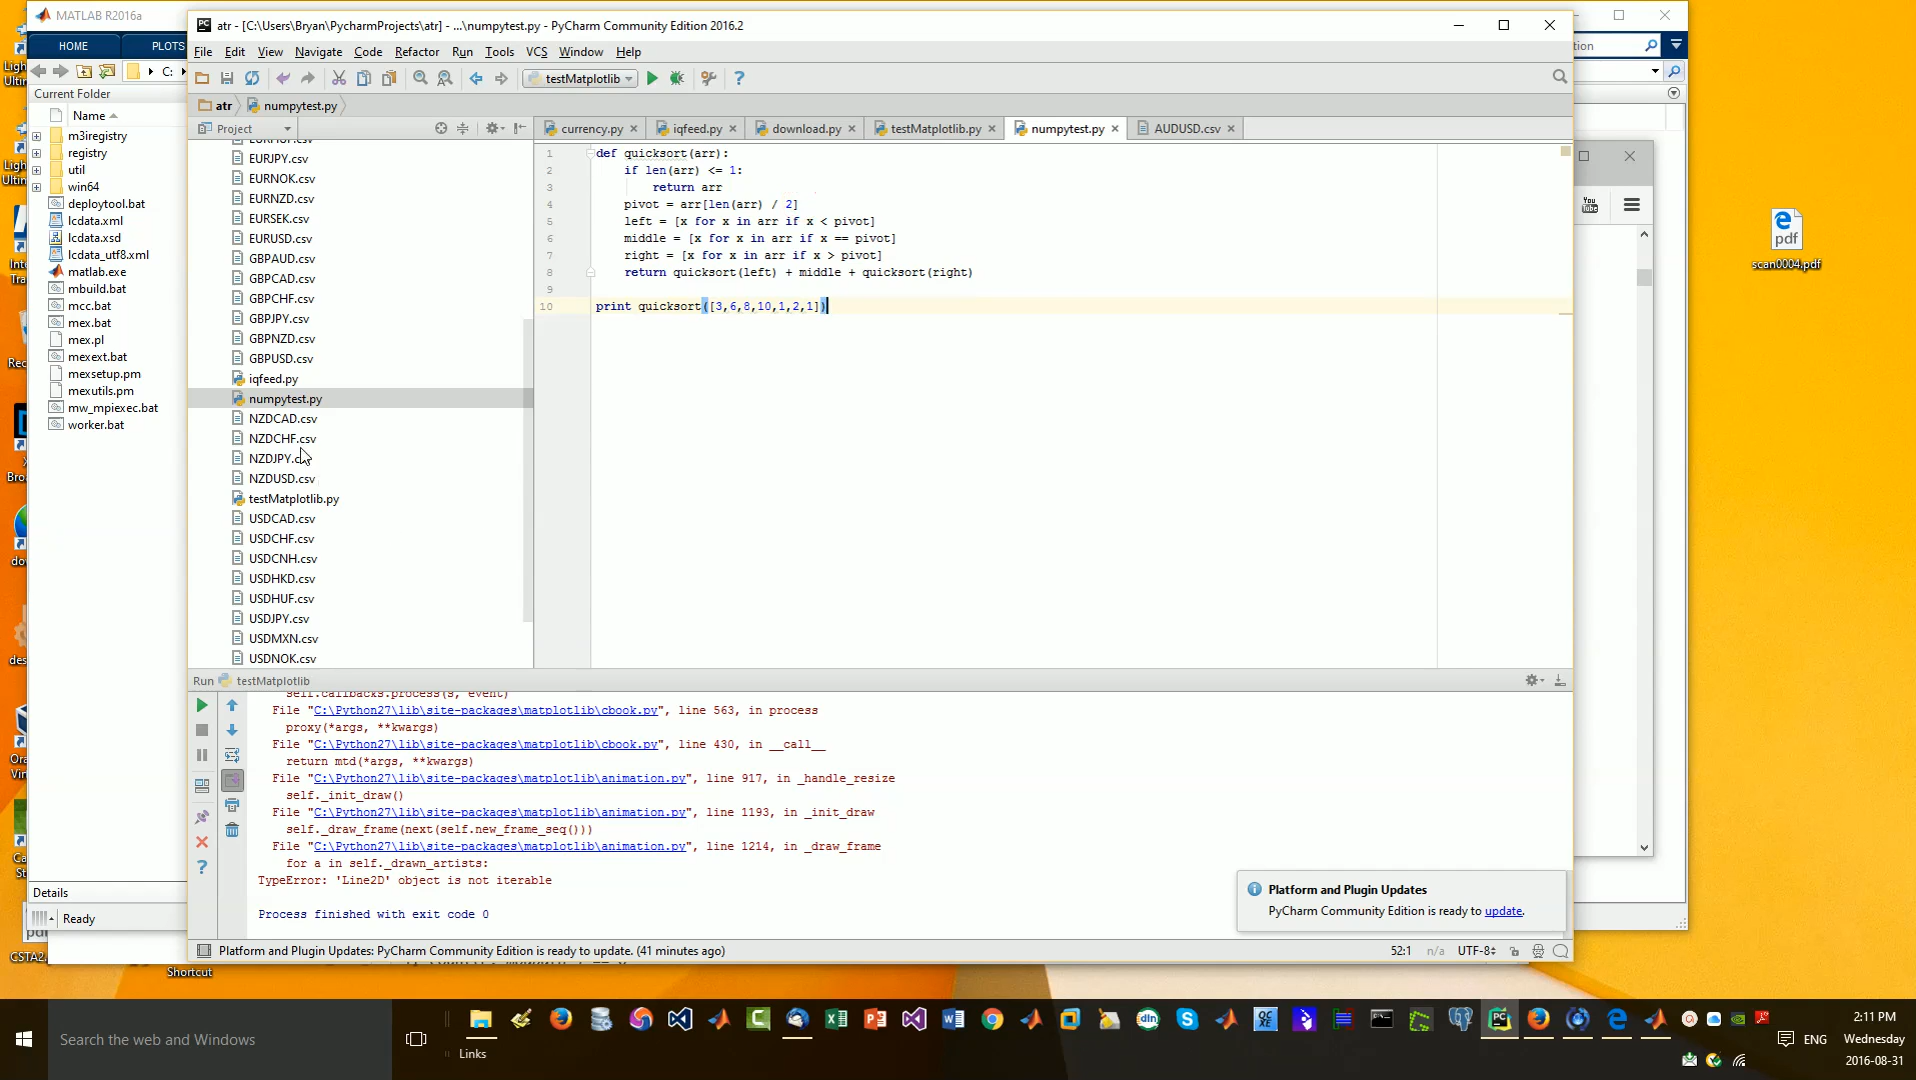 MATLAB R2016a
HOME
PLOTS
C:
Current Folder
Name
m3iregistry
registry
util
win64
deploytool.bat
lcdata.xml
lcdata.xsd
lcdata_utf8.xml
matlab.exe
mbuild.bat
mcc.bat
mex.bat
mex.pl
mexext.bat
mexsetup.pm
mexutils.pm
mw_mpiexec.bat
worker.bat
Details
Ready
atr - [C:\Users\Bryan\PycharmProjects\atr] - ...\numpytest.py - PyCharm Community Edition 2016.2
File Edit View Navigate Code Refactor Run Tools VCS Window Help
testMatplotlib
atr numpytest.py
Project
currency.py
iqfeed.py
download.py
testMatplotlib.py
numpytest.py
AUDUSD.csv
EURJPY.csv
EURNOK.csv
EURNZD.csv
EURSEK.csv
EURUSD.csv
GBPAUD.csv
GBPCAD.csv
GBPCHF.csv
GBPJPY.csv
GBPNZD.csv
GBPUSD.csv
iqfeed.py
numpytest.py
NZDCAD.csv
NZDCHF.csv
NZDJPY.c
NZDUSD.csv
testMatplotlib.py
USDCAD.csv
USDCHF.csv
USDCNH.csv
USDHKD.csv
USDHUF.csv
USDJPY.csv
USDMXN.csv
USDNOK.csv
1 def quicksort(arr):
2 if len(arr) <= 1:
3 return arr
4 pivot = arr[len(arr) / 2]
5 left = [x for x in arr if x < pivot]
6 middle = [x for x in arr if x == pivot]
7 right = [x for x in arr if x > pivot]
8 return quicksort(left) + middle + quicksort(right)
9
10 print quicksort([3,6,8,10,1,2,1])
Run testMatplotlib
self.callbacks.process(s, event)
File "C:\Python27\lib\site-packages\matplotlib\cbook.py", line 563, in process
proxy(*args, **kwargs)
File "C:\Python27\lib\site-packages\matplotlib\cbook.py", line 430, in __call__
return mtd(*args, **kwargs)
File "C:\Python27\lib\site-packages\matplotlib\animation.py", line 917, in _handle_resize
self._init_draw()
File "C:\Python27\lib\site-packages\matplotlib\animation.py", line 1193, in _init_draw
self._draw_frame(next(self.new_frame_seq()))
File "C:\Python27\lib\site-packages\matplotlib\animation.py", line 1214, in _draw_frame
for a in self._drawn_artists:
TypeError: 'Line2D' object is not iterable
Process finished with exit code 0
Platform and Plugin Updates
PyCharm Community Edition is ready to update.
Platform and Plugin Updates: PyCharm Community Edition is ready to update. (41 minutes ago)
52:1 n/a UTF-8
pdf
scan0004.pdf
Shortcut
Search the web and Windows
Links
ENG
2:11 PM
Wednesday
2016-08-31